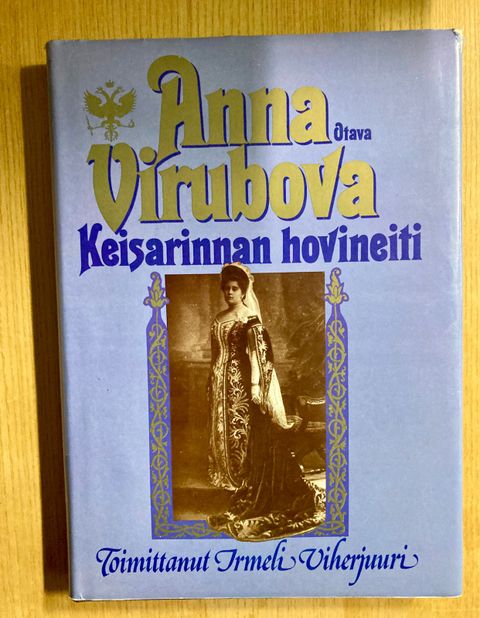 Anna
Otava
Virubova
Keisarinnan hovineiti
Toimittanut Irmeli Viherjuuri